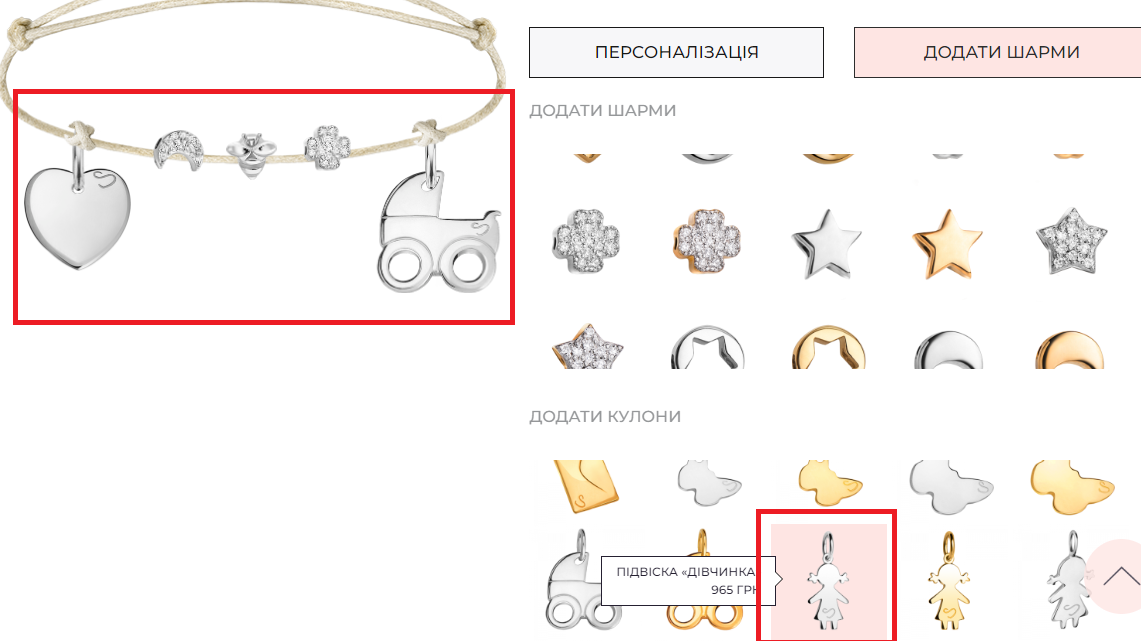 ПЕРСОНАЛІЗАЦІЯ
ДОДАТИ ШАРМИ
ДОДАТИ ШАРМИ
ДОДАТИ КУЛОНИ
ПІДВІСКА «ДІВЧИНКА»
965 ГРН